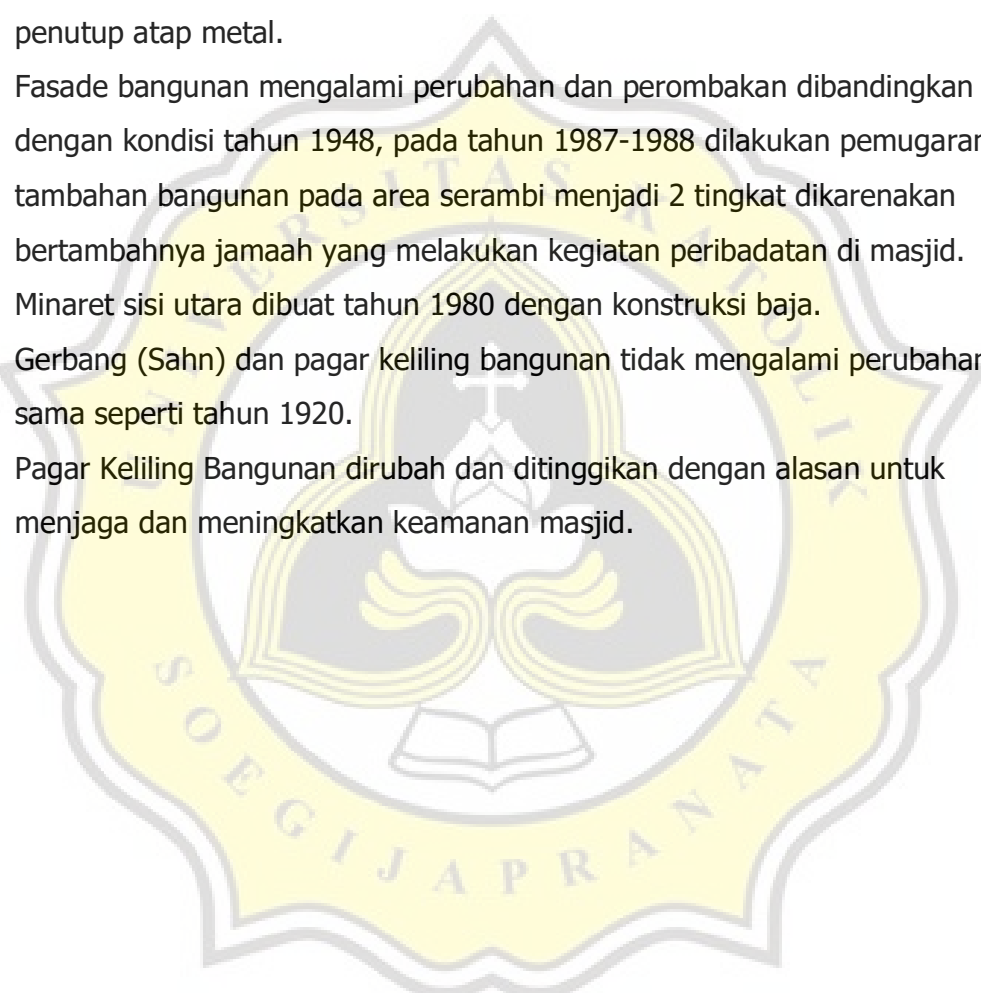 penutup atap metal.
Fasade bangunan mengalami perubahan dan perombakan dibandingkan
dengan kondisi tahun 1948, pada tahun 1987-1988 dilakukan pemugaran
tambahan bangunan pada area serambi menjadi 2 tingkat dikarenakan
bertambahnya jamaah yang melakukan kegiatan peribadatan di masjid.
Minaret sisi utara dibuat tahun 1980 dengan konstruksi baja.
Gerbang (Sahn) dan pagar keliling bangunan tidak mengalami perubahan
sama seperti tahun 1920.
Pagar Keliling Bangunan dirubah dan ditinggikan dengan alasan untuk
menjaga dan meningkatkan keamanan masjid.
UNIVERSITAS KATOLIK
SOEGIJAPRANATA